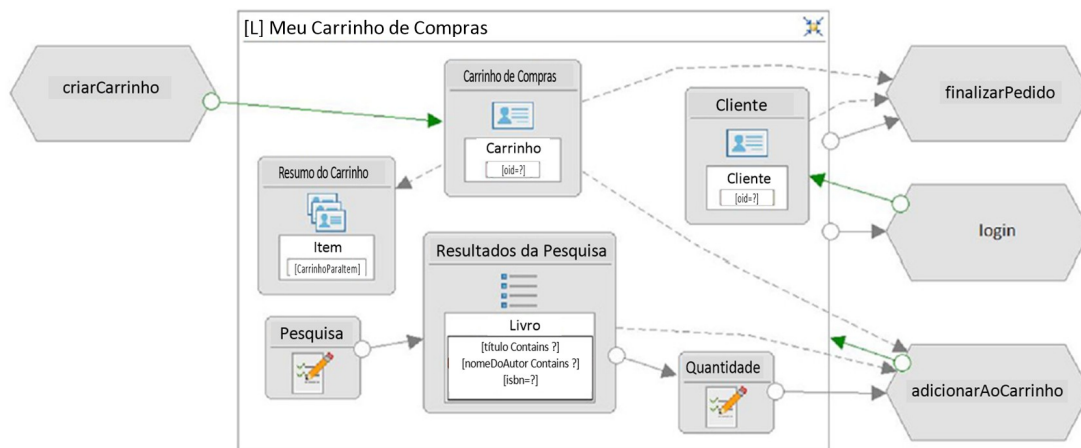 [L] Meu Carrinho de Compras
criarCarrinho
Carrinho de Compras
Carrinho
[oid=?]
Cliente
Cliente
[oid=?]
finalizarPedido
Resumo do Carrinho
Item
[CarrinhoParaItem]
login
Resultados da Pesquisa
Livro
[título Contains ?]
[nomeDoAutor Contains ?]
[isbn=?]
Pesquisa
Quantidade
adicionarAoCarrinho